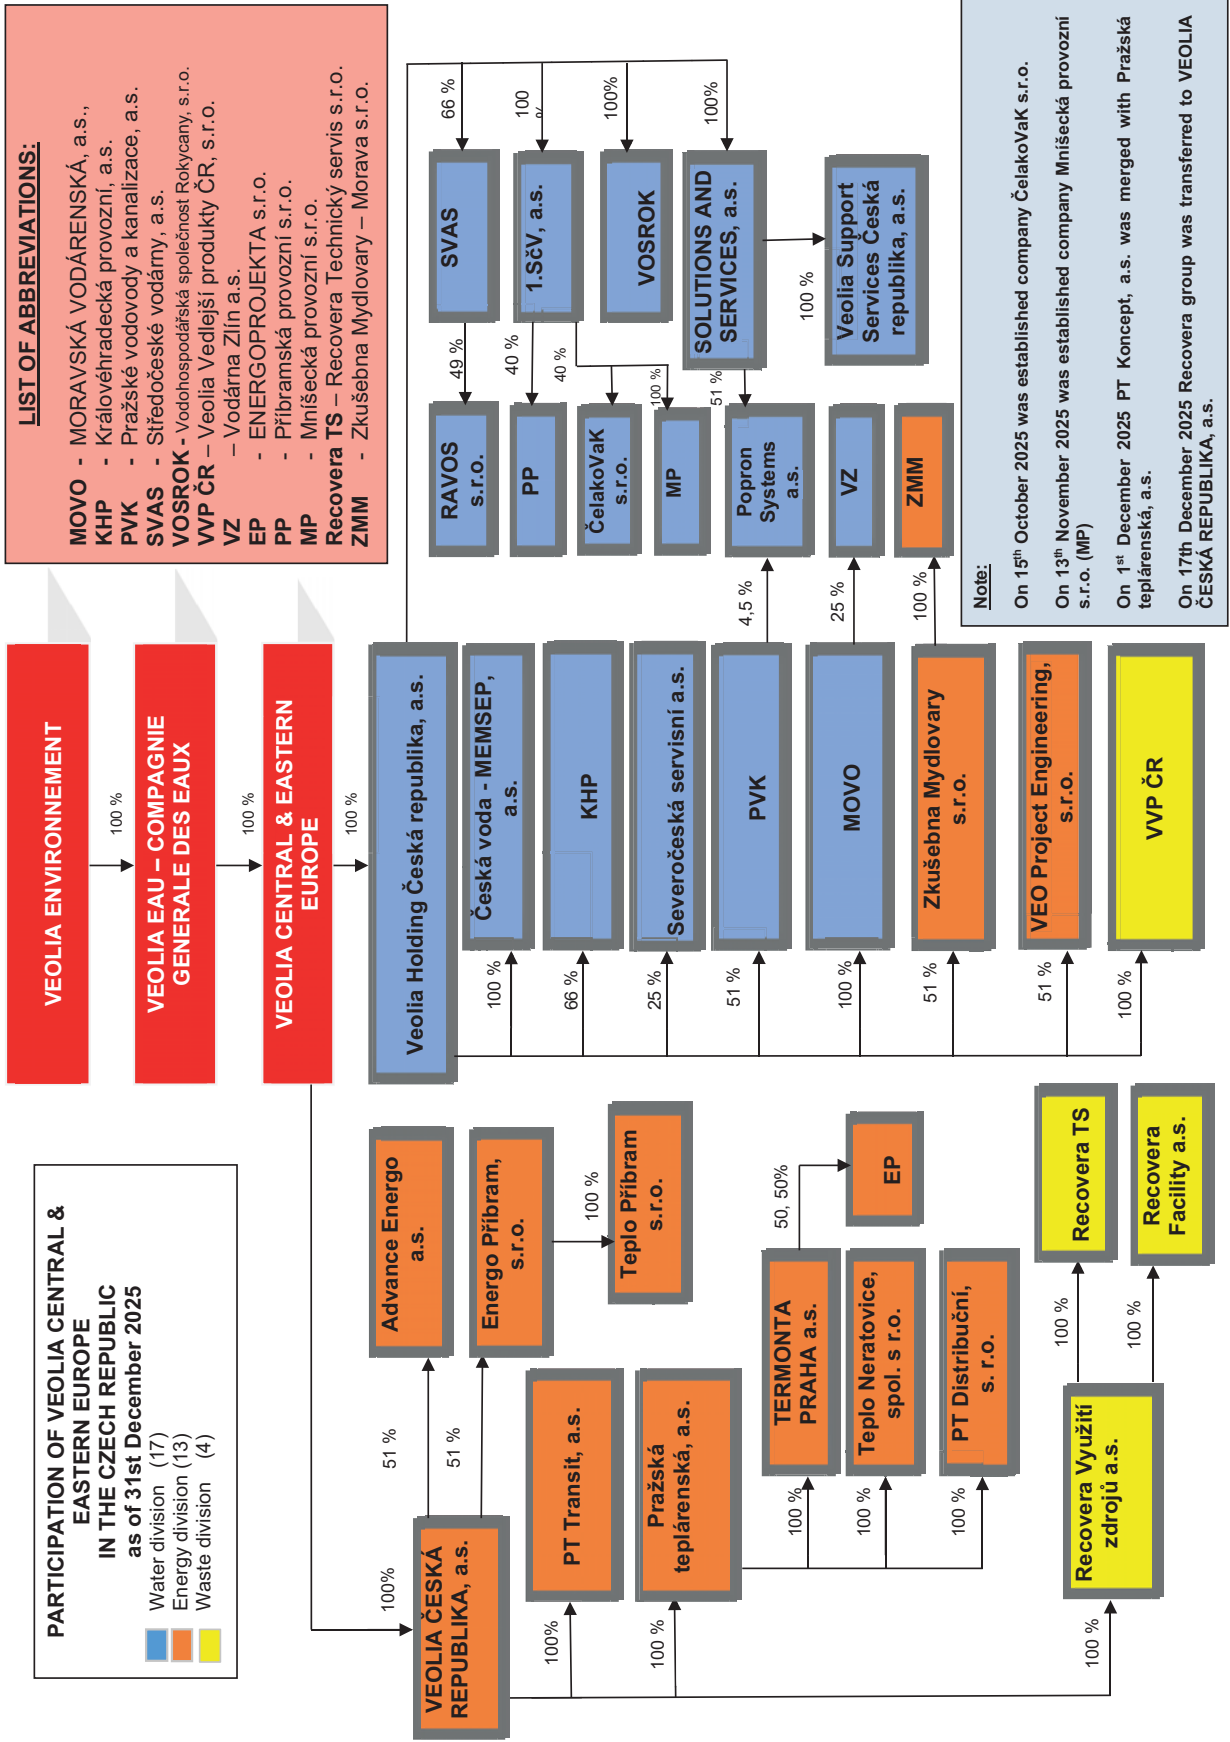 PARTICIPATION OF VEOLIA CENTRAL &
EASTERN EUROPE
IN THE CZECH REPUBLIC
as of 31st December 2025
Water division (17)
Energy division (13)
Waste division (4)
VEOLIA ENVIRONNEMENT
100 %
VEOLIA EAU – COMPAGNIE
GENERALE DES EAUX
100 %
VEOLIA CENTRAL & EASTERN
EUROPE
100 %
LIST OF ABBREVIATIONS:
MOVO - MORAVSKÁ VODÁRENSKÁ, a.s.,
KHP - Královéhradecká provozní, a.s.
PVK - Pražské vodovody a kanalizace, a.s.
SVAS - Středočeské vodárny, a.s.
VOSROK - Vodohospodářská společnost Rokycany, s.r.o.
VVP ČR – Veolia Vedlejší produkty ČR, s.r.o.
VZ – Vodárna Zlín a.s.
EP - ENERGOPROJEKTA s.r.o.
PP - Příbramská provozní s.r.o.
MP - Mníšecká provozní s.r.o.
Recovera TS – Recovera Technický servis s.r.o.
ZMM - Zkušebna Mydlovary – Morava s.r.o.
100%
VEOLIA ČESKÁ
REPUBLIKA, a.s.
51 %
Advance Energo
a.s.
51 %
Energo Příbram,
s.r.o.
100 %
Teplo Příbram
s.r.o.
100%
PT Transit, a.s.
100 %
Pražská
teplárenská, a.s.
100 %
TERMONTA
PRAHA a.s.
50, 50%
EP
100 %
Teplo Neratovice,
spol. s r.o.
100 %
PT Distribuční,
s. r.o.
100 %
Recovera Využití
zdrojů a.s.
100 %
Recovera TS
100 %
Recovera
Facility a.s.
Veolia Holding Česká republika, a.s.
100 %
Česká voda - MEMSEP,
a.s.
66 %
KHP
25 %
Severočeská servisní a.s.
51 %
PVK
4,5 %
100 %
MOVO
25 %
51 %
Zkušebna Mydlovary
s.r.o.
100 %
51 %
VEO Project Engineering,
s.r.o.
100 %
VVP ČR
66 %
SVAS
49 %
RAVOS
s.r.o.
100
%
1.SčV, a.s.
40 %
PP
40 %
ČelakoVaK
s.r.o.
100 %
MP
100%
VOSROK
100%
SOLUTIONS AND
SERVICES, a.s.
51 %
Popron
Systems
a.s.
100 %
Veolia Support
Services Česká
republika, a.s.
VZ
ZMM
Note:
On 15th October 2025 was established company ČelakoVaK s.r.o.
On 13th November 2025 was established company Mníšecká provozní
s.r.o. (MP)
On 1st December 2025 PT Koncept, a.s. was merged with Pražská
teplárenská, a.s.
On 17th December 2025 Recovera group was transferred to VEOLIA
ČESKÁ REPUBLIKA, a.s.